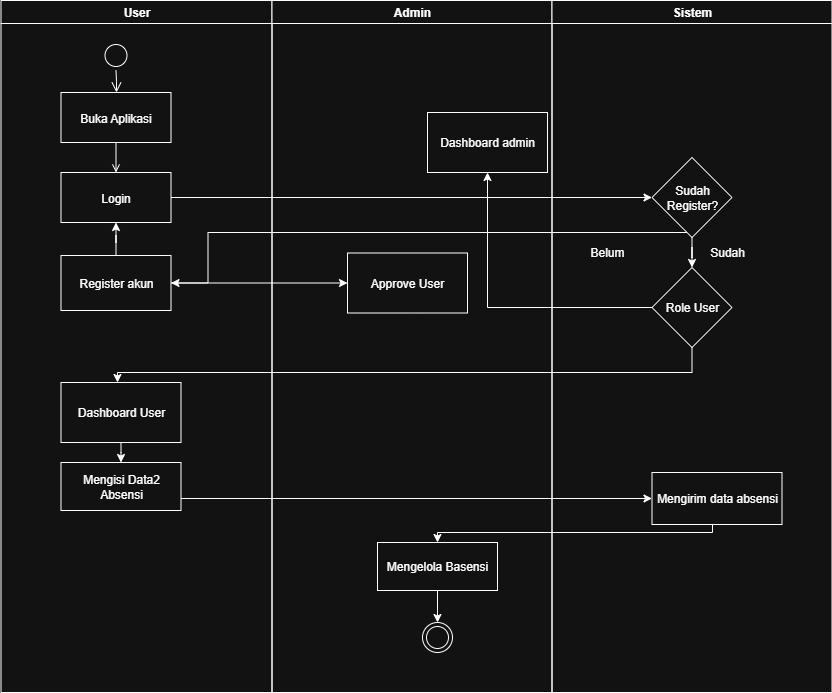 User
Admin
Sistem
Buka Aplikasi
Dashboard admin
Login
Sudah
Register?
Belum
Sudah
Register akun
Approve User
Role User
Dashboard User
Mengisi Data2
Absensi
Mengirim data absensi
Mengelola Basensi